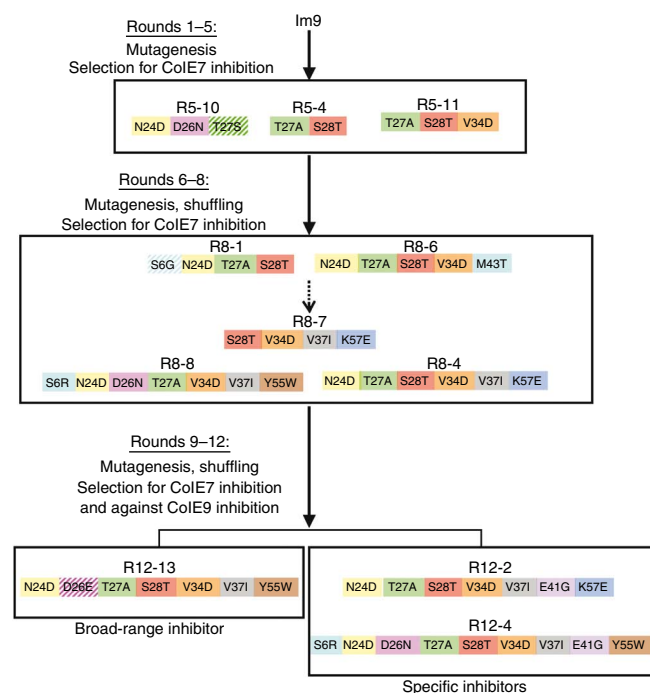 Im9
Rounds 1–5:
Mutagenesis
Selection for ColE7 inhibition
R5-10 R5-4 R5-11
N24D D26N T27S T27A S28T T27A S28T V34D
Rounds 6–8:
Mutagenesis, shuffling
Selection for ColE7 inhibition
R8-1 R8-6
S6G N24D T27A S28T N24D T27A S28T V34D M43T
R8-7
S28T V34D V37I K57E
R8-8 R8-4
S6R N24D D26N T27A V34D V37I Y55W N24D T27A S28T V34D V37I K57E
Rounds 9–12:
Mutagenesis, shuffling
Selection for ColE7 inhibition
and against ColE9 inhibition
R12-13 R12-2
N24D D26E T27A S28T V34D V37I Y55W N24D T27A S28T V34D V37I E41G K57E
R12-4
S6R N24D D26N T27A S28T V34D V37I E41G Y55W
Broad-range inhibitor
Specific inhibitors